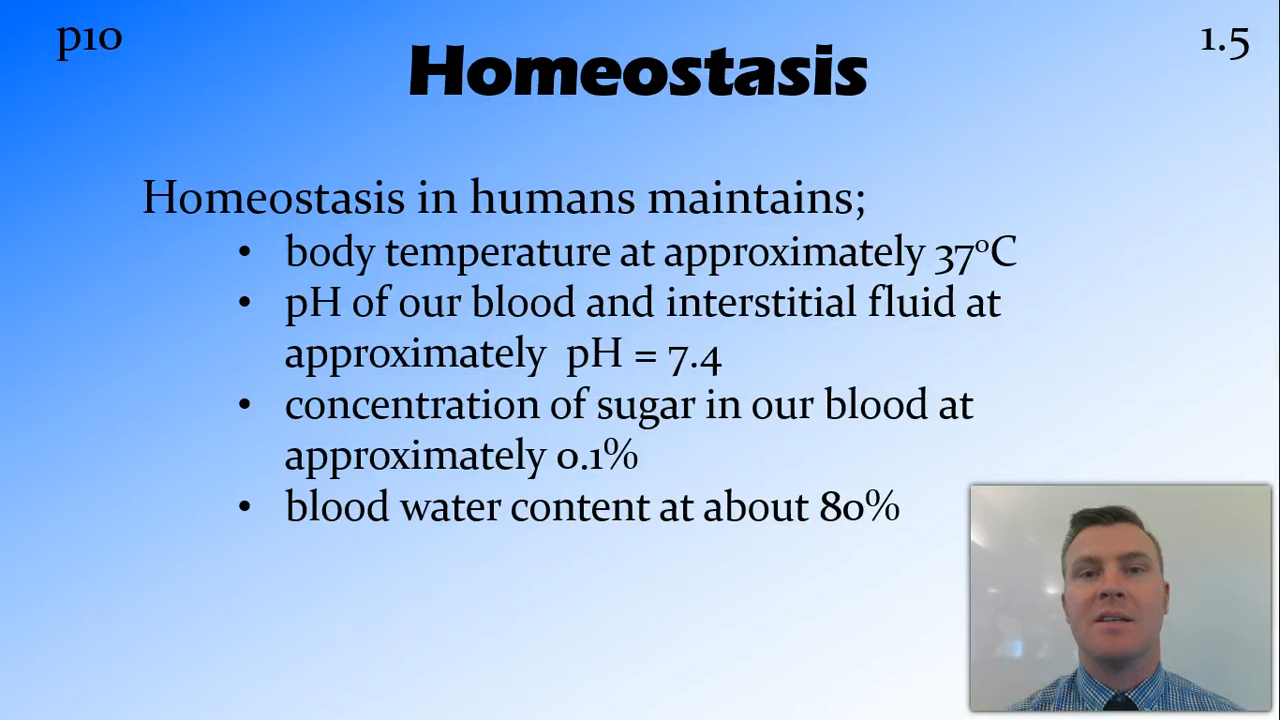 p10
1.5
Homeostasis
Homeostasis in humans maintains;
• body temperature at approximately 37°C
• pH of our blood and interstitial fluid at
approximately pH = 7.4
• concentration of sugar in our blood at
approximately 0.1%
• blood water content at about 80%